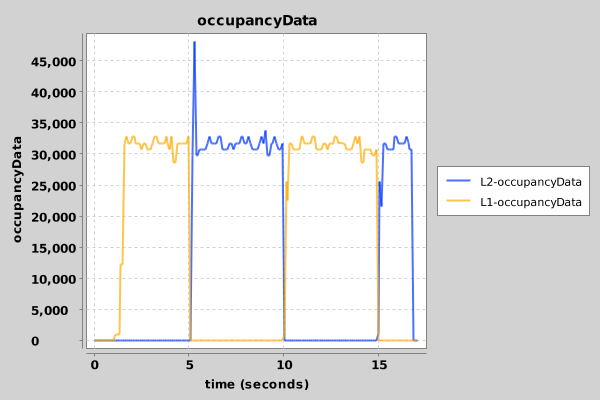 occupancyData
45,000
40,000
35,000
30,000
25,000
20,000
15,000
10,000
5,000
0
occupancyData
0 5 10 15
time (seconds)
L2-occupancyData
L1-occupancyData